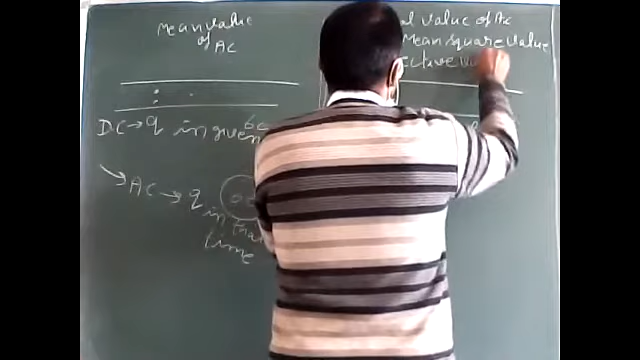 Mean value
of AC
al value of Ac
Mean square value
ective
DC → q in given
6C
AC → q
in that
time